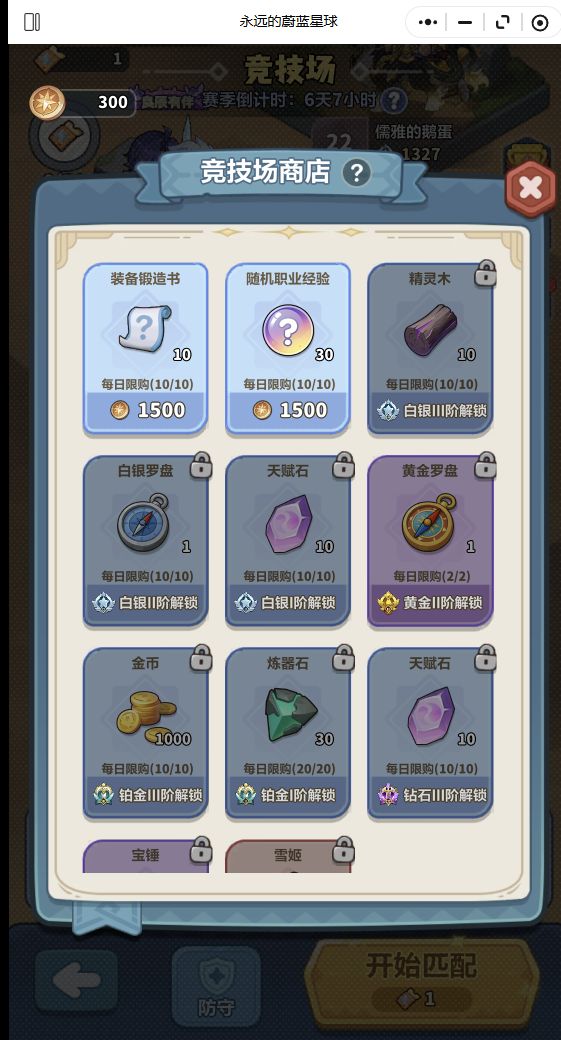 永远的蔚蓝星球
1
竞技场
300
良辰有伴
赛季倒计时：6天7小时
?
22
儒雅的鹅蛋
1327
竞技场商店
?
装备锻造书
随机职业经验
精灵木
?
?
10
30
10
每日限购(10/10)
每日限购(10/10)
每日限购(10/10)
1500
1500
白银III阶解锁
白银罗盘
天赋石
黄金罗盘
1
10
1
每日限购(10/10)
每日限购(10/10)
每日限购(2/2)
白银II阶解锁
白银I阶解锁
黄金II阶解锁
金币
炼器石
天赋石
1000
30
10
每日限购(10/10)
每日限购(20/20)
每日限购(10/10)
铂金III阶解锁
铂金I阶解锁
钻石III阶解锁
宝锤
雪姬
开始匹配
防守
1